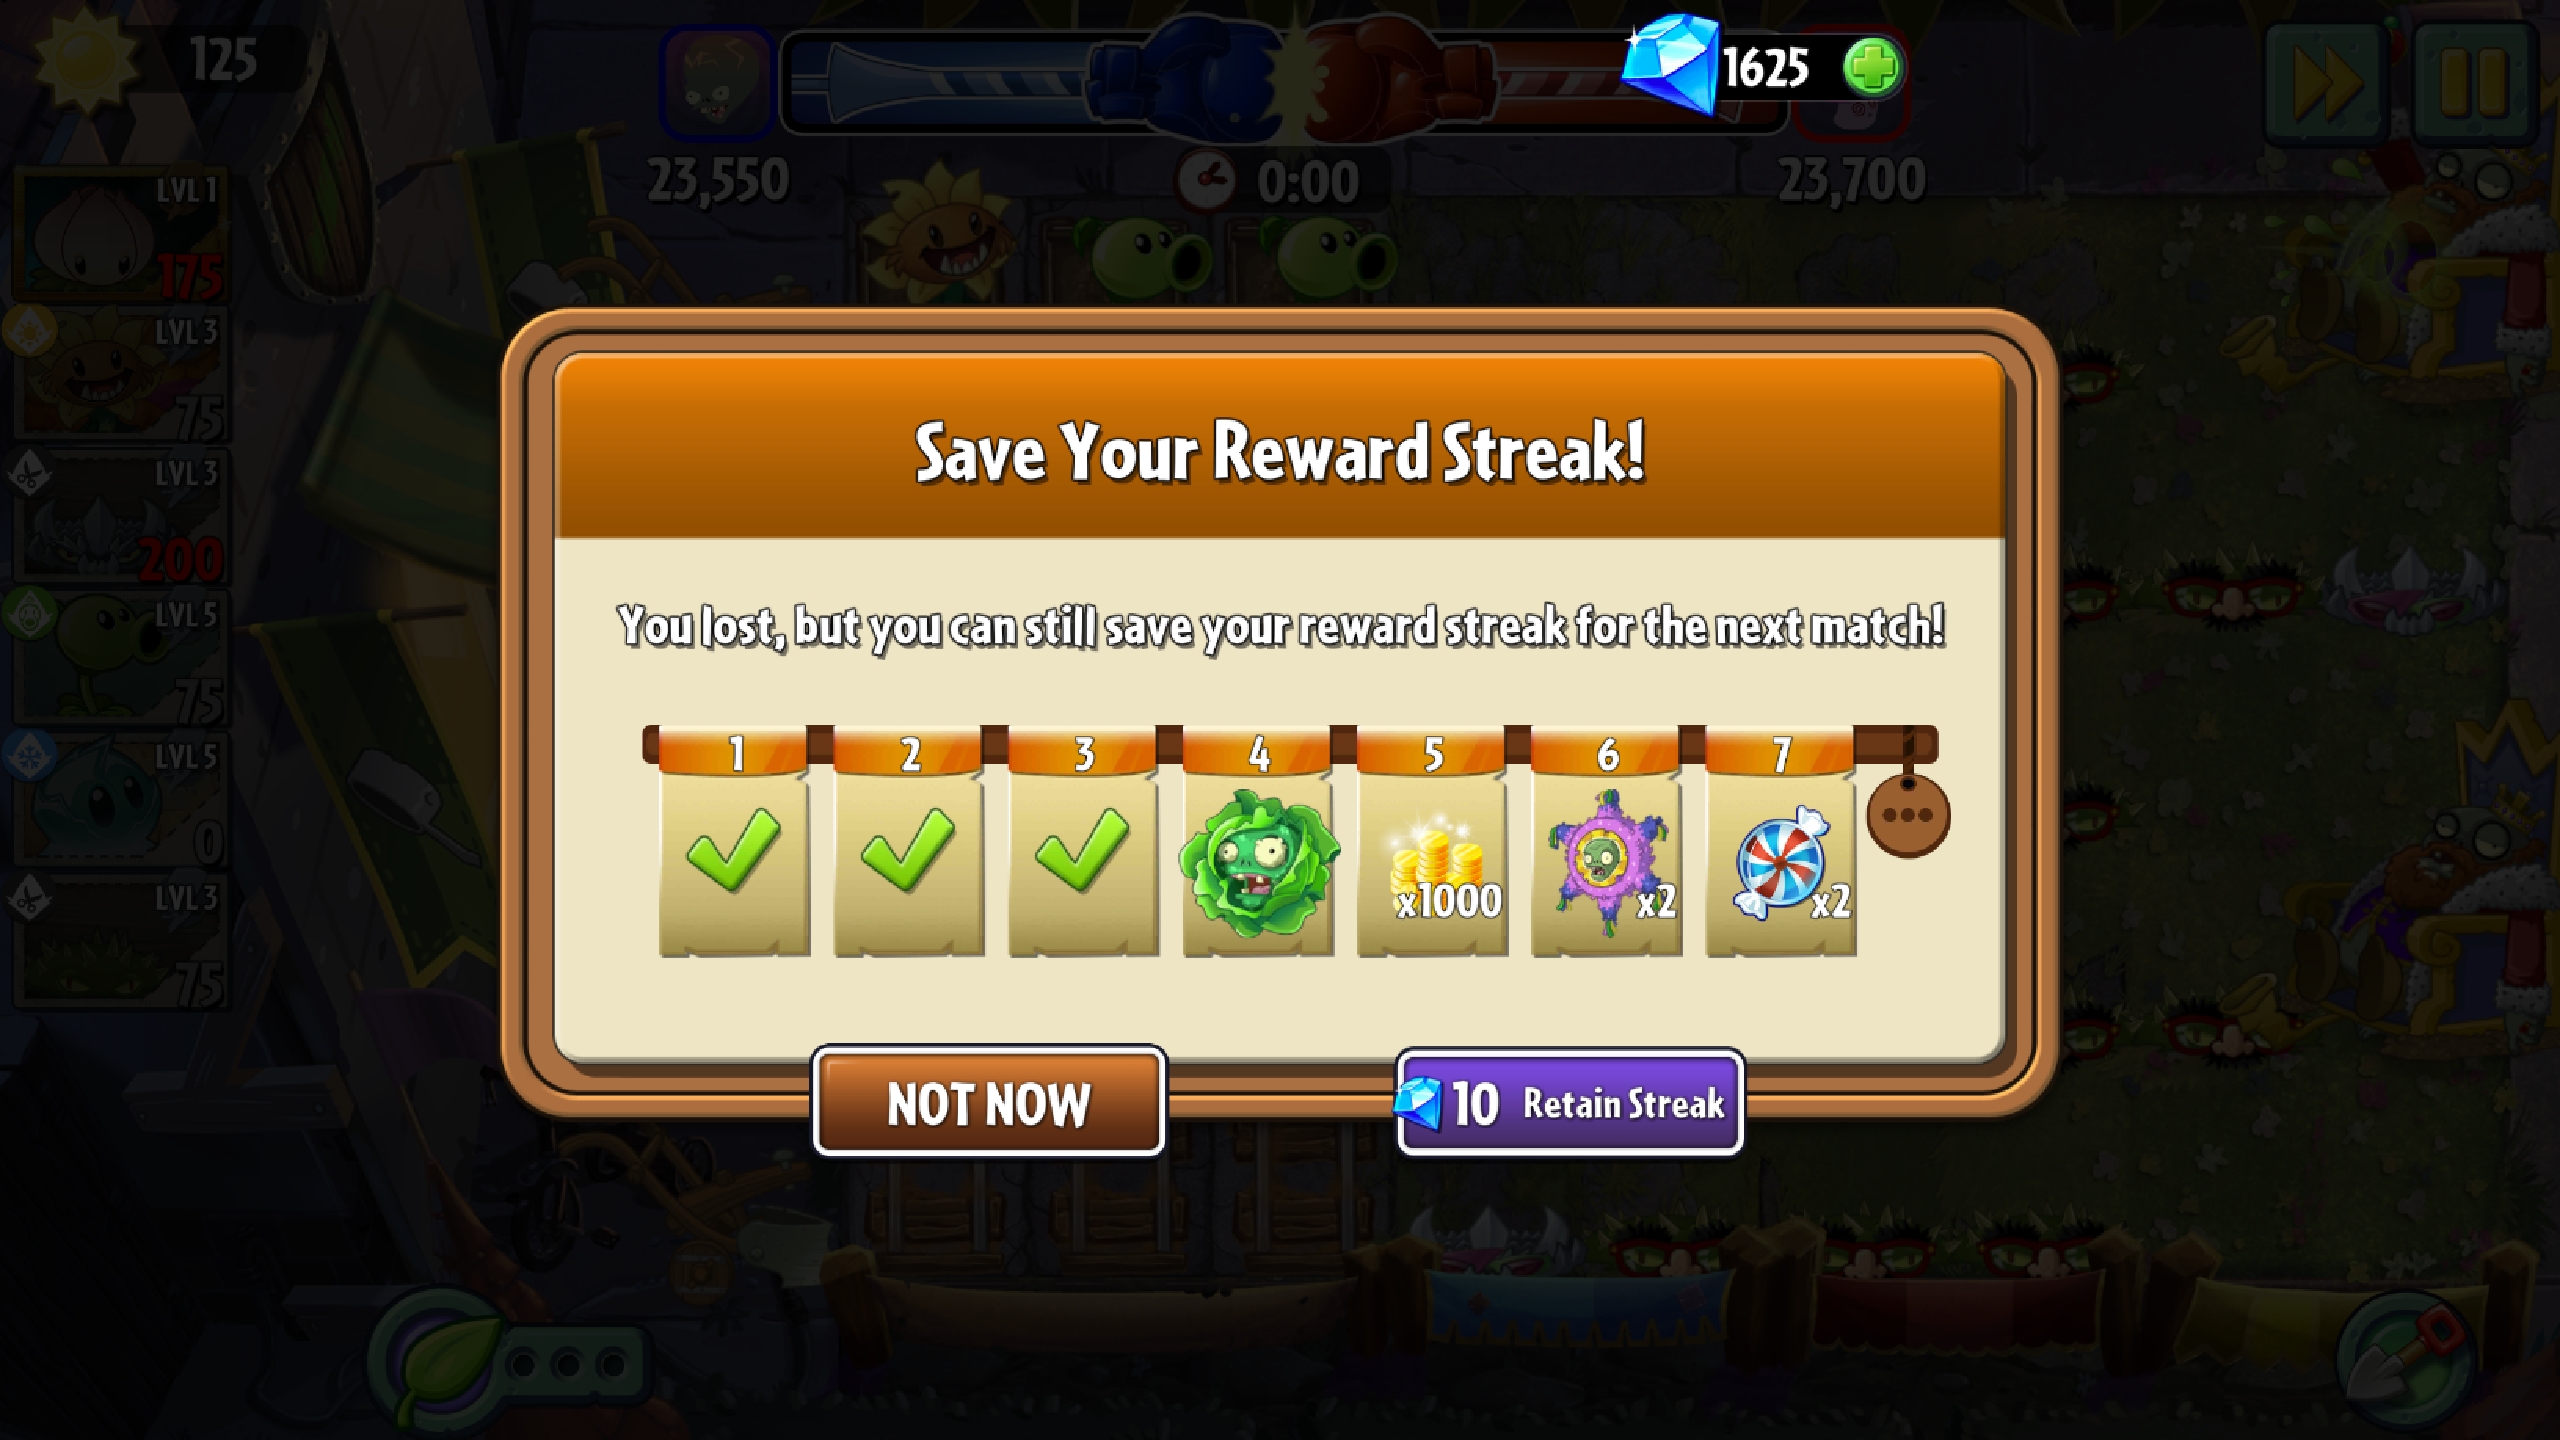 125
1625
23,550
0:00
23,700
LVL 1
175
LVL 3
75
LVL 3
200
LVL 5
75
LVL 5
0
LVL 3
75
Save Your Reward Streak!
You lost, but you can still save your reward streak for the next match!
1 2 3 4 5 6 7
x1000 x2 x2
NOT NOW
10 Retain Streak